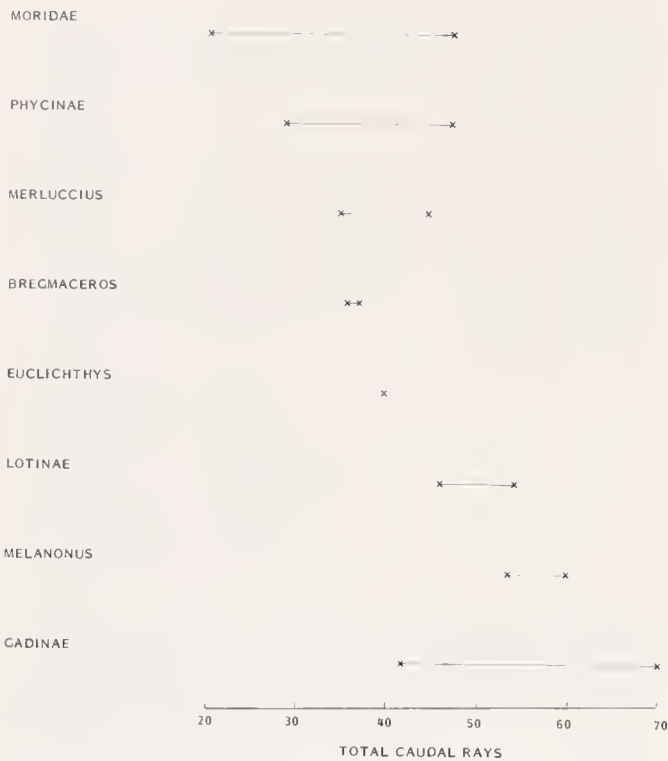 MORIDAE
PHYCINAE
MERLUCCIUS
BREGMACEROS
EUCLICHTHYS
LOTINAE
MELANONUS
GADINAE
20 30 40 50 60 70
TOTAL CAUDAL RAYS